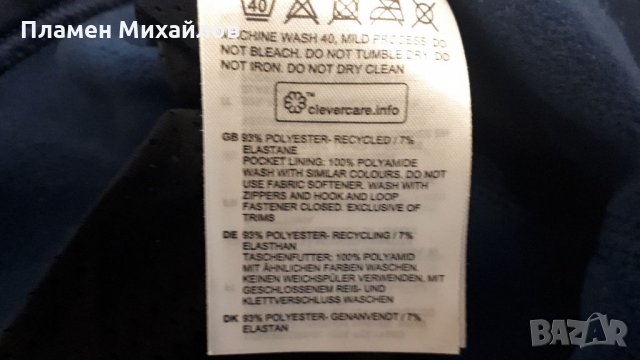 Пламен Михайлов
40
MACHINE WASH 40, MILD PROCESS. DO
NOT BLEACH. DO NOT TUMBLE DRY. DO
NOT IRON. DO NOT DRY CLEAN
™
clevercare.info
GB 93% POLYESTER- RECYCLED / 7%
ELASTANE
POCKET LINING: 100% POLYAMIDE
WASH WITH SIMILAR COLOURS. DO NOT
USE FABRIC SOFTENER. WASH WITH
ZIPPERS AND HOOK AND LOOP
FASTENER CLOSED. EXCLUSIVE OF
TRIMS
DE 93% POLYESTER- RECYCLING / 7%
ELASTHAN
TASCHENFUTTER: 100% POLYAMID
MIT ÄHNLICHEN FARBEN WASCHEN.
KEINEN WEICHSPÜLER VERWENDEN, MIT
GESCHLOSSENEM REIß- UND
KLETTVERSCHLUSS WASCHEN
DK 93% POLYESTER- GENANVENDT / 7%
ELASTAN
BAZAR